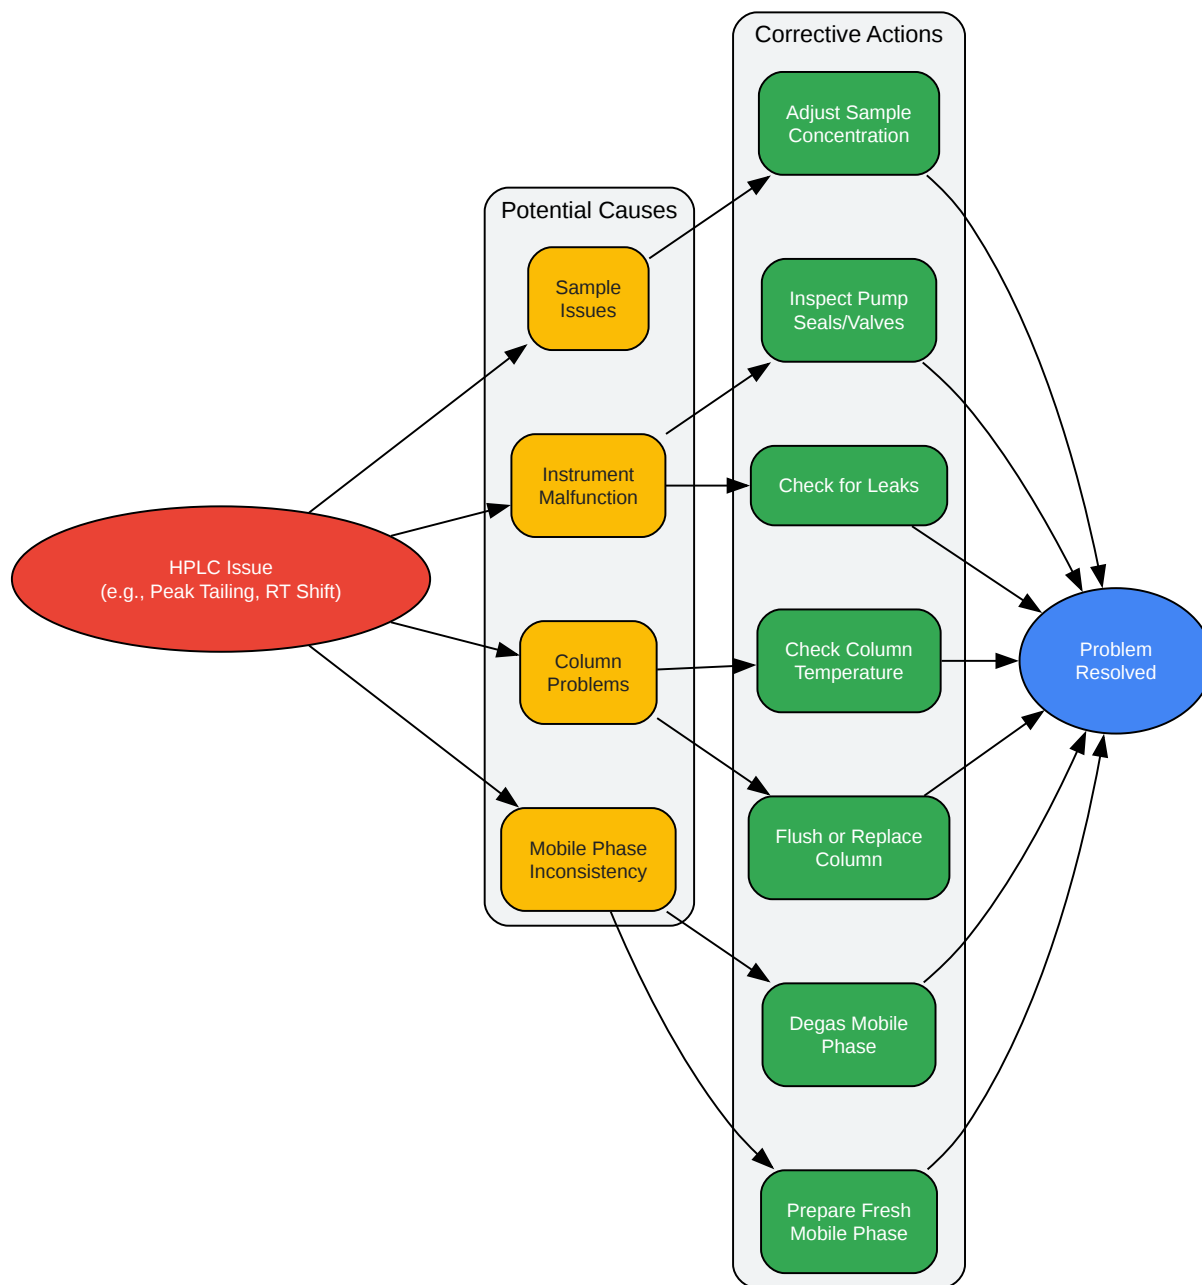 Corrective Actions
Adjust Sample
Concentration
Potential Causes
Sample
Issues
Inspect Pump
Seals/Valves
Instrument
Malfunction
Check for Leaks
HPLC Issue
(e.g., Peak Tailing, RT Shift)
Column
Problems
Check Column
Temperature
Problem
Resolved
Mobile Phase
Inconsistency
Flush or Replace
Column
Degas Mobile
Phase
Prepare Fresh
Mobile Phase